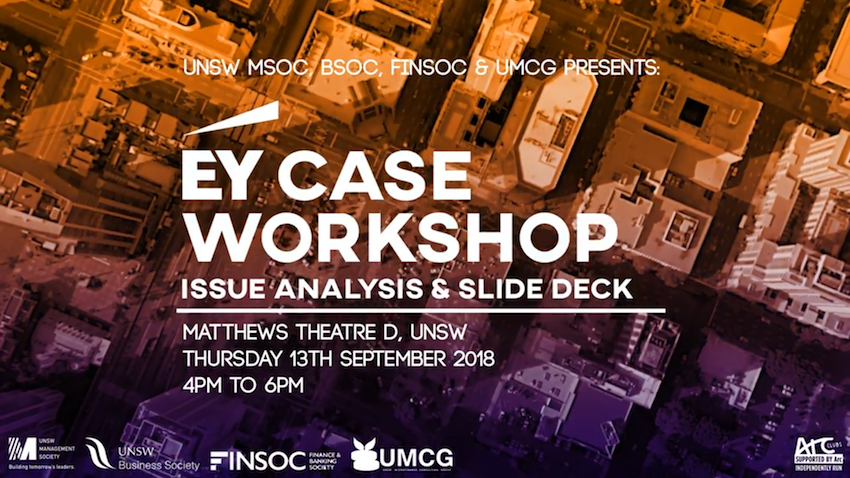 UNSW MSOC, BSOC, FINSOC & UMCG PRESENTS:
EY CASE
WORKSHOP
ISSUE ANALYSIS & SLIDE DECK
MATTHEWS THEATRE D, UNSW
THURSDAY 13TH SEPTEMBER 2018
4PM TO 6PM
UNSW
MANAGEMENT
SOCIETY
Building tomorrow's leaders.
UNSW
Business Society
FINSOC
FINANCE &
BANKING
SOCIETY
UMCG
Arc CLUBS
SUPPORTED BY Arc
INDEPENDENTLY RUN